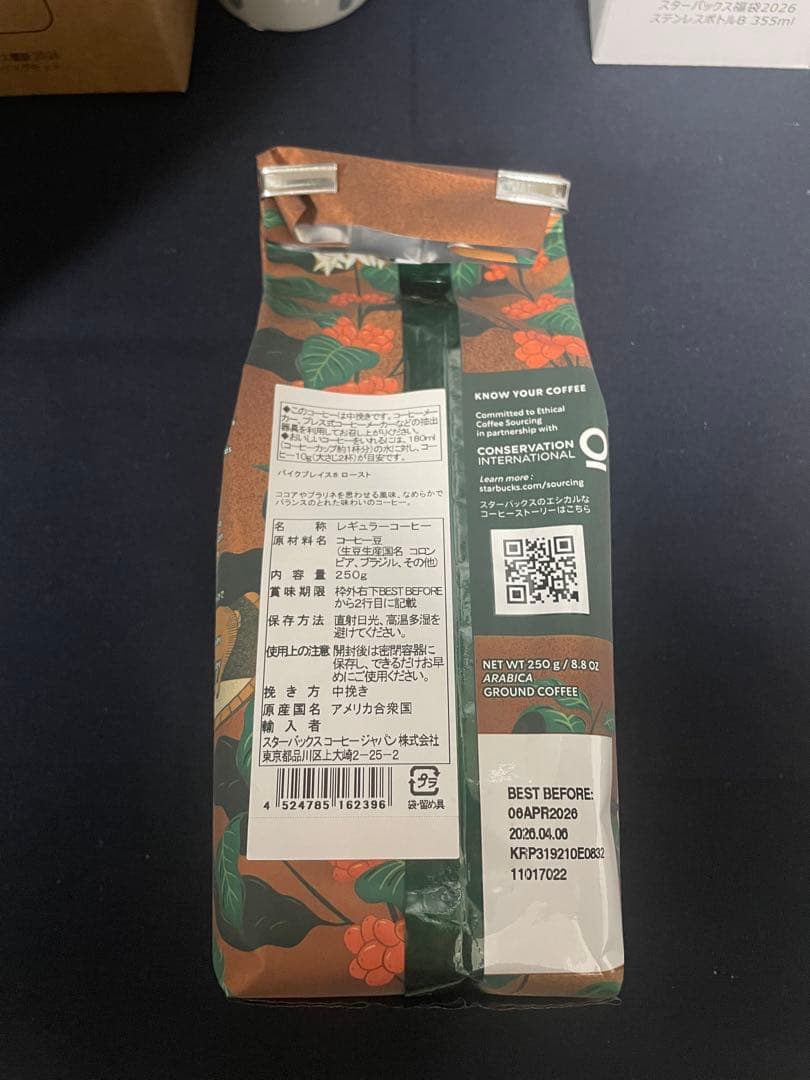 スターバックス福袋2026
ステンレスボトルB 355ml
◆このコーヒーは中挽きです。コーヒーメー
カー、プレス式コーヒーメーカーなどの抽出
器具を利用してお召し上がりください。
◆おいしいコーヒーをいれるには、180ml
(コーヒーカップ約1杯分)の水に対し、コー
ヒー10g(大さじ2杯)が目安です。
パイクプレイス® ロースト
ココアやプラリネを思わせる風味、なめらかで
バランスのとれた味わいのコーヒー。
名 称 レギュラーコーヒー
原材料名 コーヒー豆
(生豆生産国名 コロン
ビア、ブラジル、その他)
内容量 250g
賞味期限 枠外右下BEST BEFORE
から2行目に記載
保存方法 直射日光、高温多湿を
避けてください。
使用上の注意 開封後は密閉容器に
保存し、できるだけお早
めにご使用ください。
挽き方 中挽き
原産国名 アメリカ合衆国
輸入者
スターバックス コーヒー ジャパン 株式会社
東京都品川区上大崎2-25-2
4 524785 162396
プラ
袋・留め具
KNOW YOUR COFFEE
Committed to Ethical
Coffee Sourcing
in partnership with
CONSERVATION
INTERNATIONAL
Learn more :
starbucks.com/sourcing
スターバックスのエシカルな
コーヒーストーリーはこちら
NET WT 250 g / 8.8 OZ
ARABICA
GROUND COFFEE
BEST BEFORE:
06APR2026
2026.04.06
KRP319210E0832
11017022